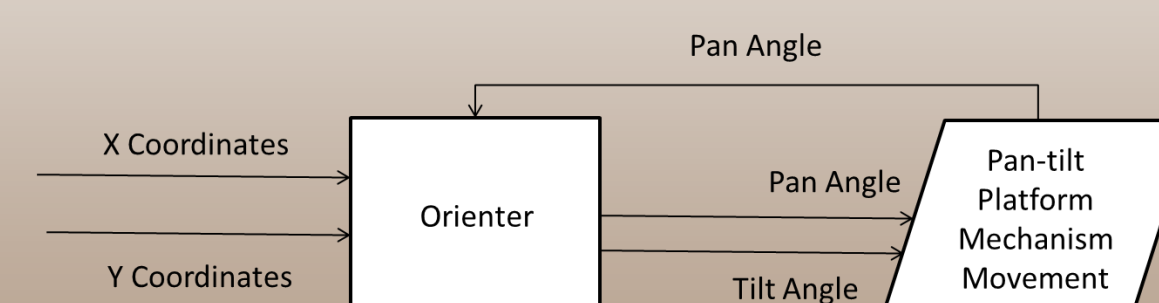 Pan Angle
X Coordinates
Orienter
Y Coordinates
Pan Angle
Tilt Angle
Pan-tilt
Platform
Mechanism
Movement